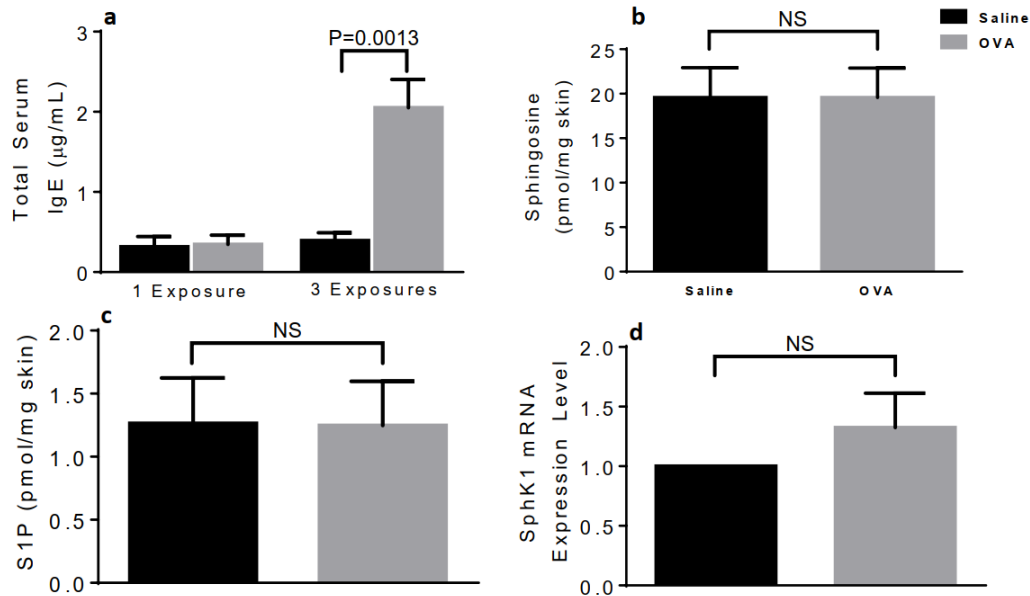 a
Total Serum
IgE (µg/mL)
3
2
1
0
P=0.0013
1 Exposure
3 Exposures
b
Sphingosine
(pmol/mg skin)
25
20
15
10
5
0
NS
Saline
OVA
Saline
OVA
c
S1P (pmol/mg skin)
2.0
1.5
1.0
0.5
0.0
NS
d
SphK1 mRNA
Expression Level
2.0
1.5
1.0
0.5
0.0
NS